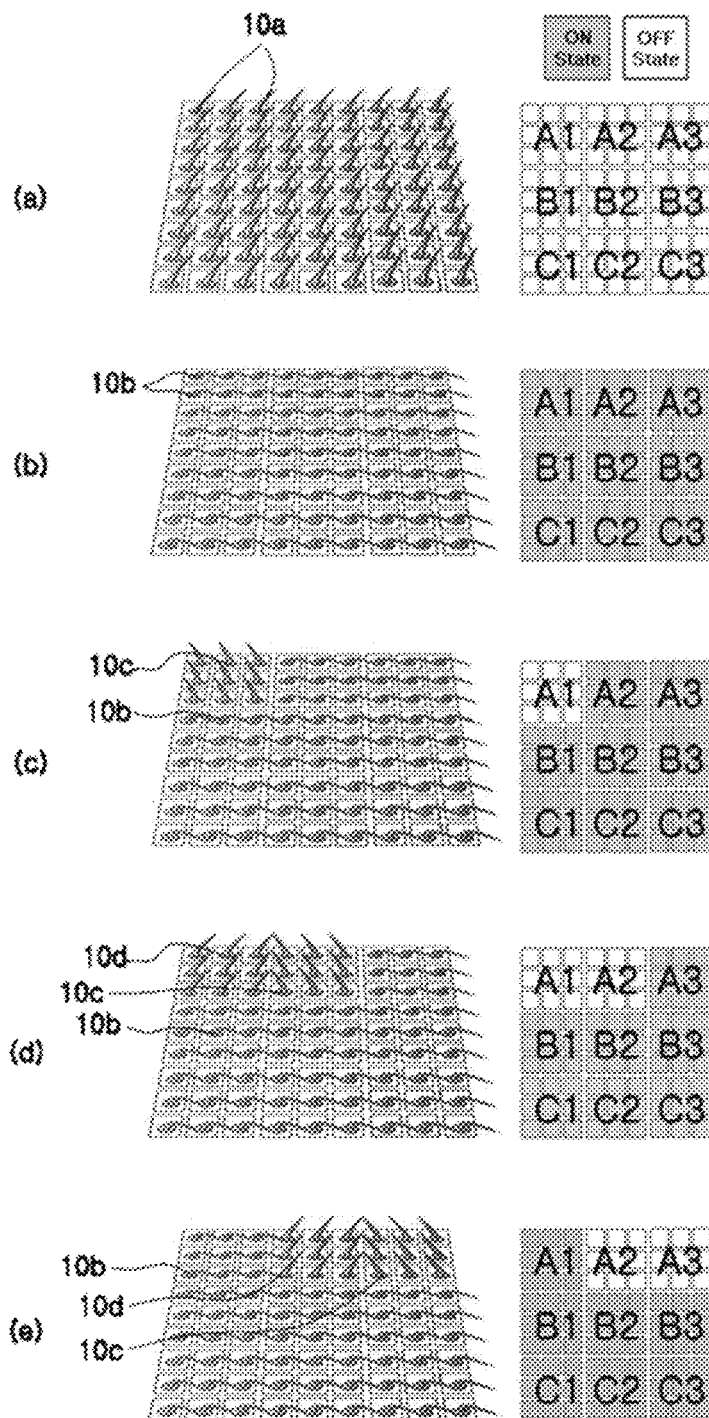 10a
ON OFF
State State
A1 A2 A3
(a)
B1 B2 B3
C1 C2 C3
10b
A1 A2 A3
(b)
B1 B2 B3
C1 C2 C3
10c
A1 A2 A3
10b
(c)
B1 B2 B3
C1 C2 C3
10d
A1 A2 A3
10c
10b
(d)
B1 B2 B3
C1 C2 C3
10b
A1 A2 A3
10d
(e)
B1 B2 B3
10c
C1 C2 C3